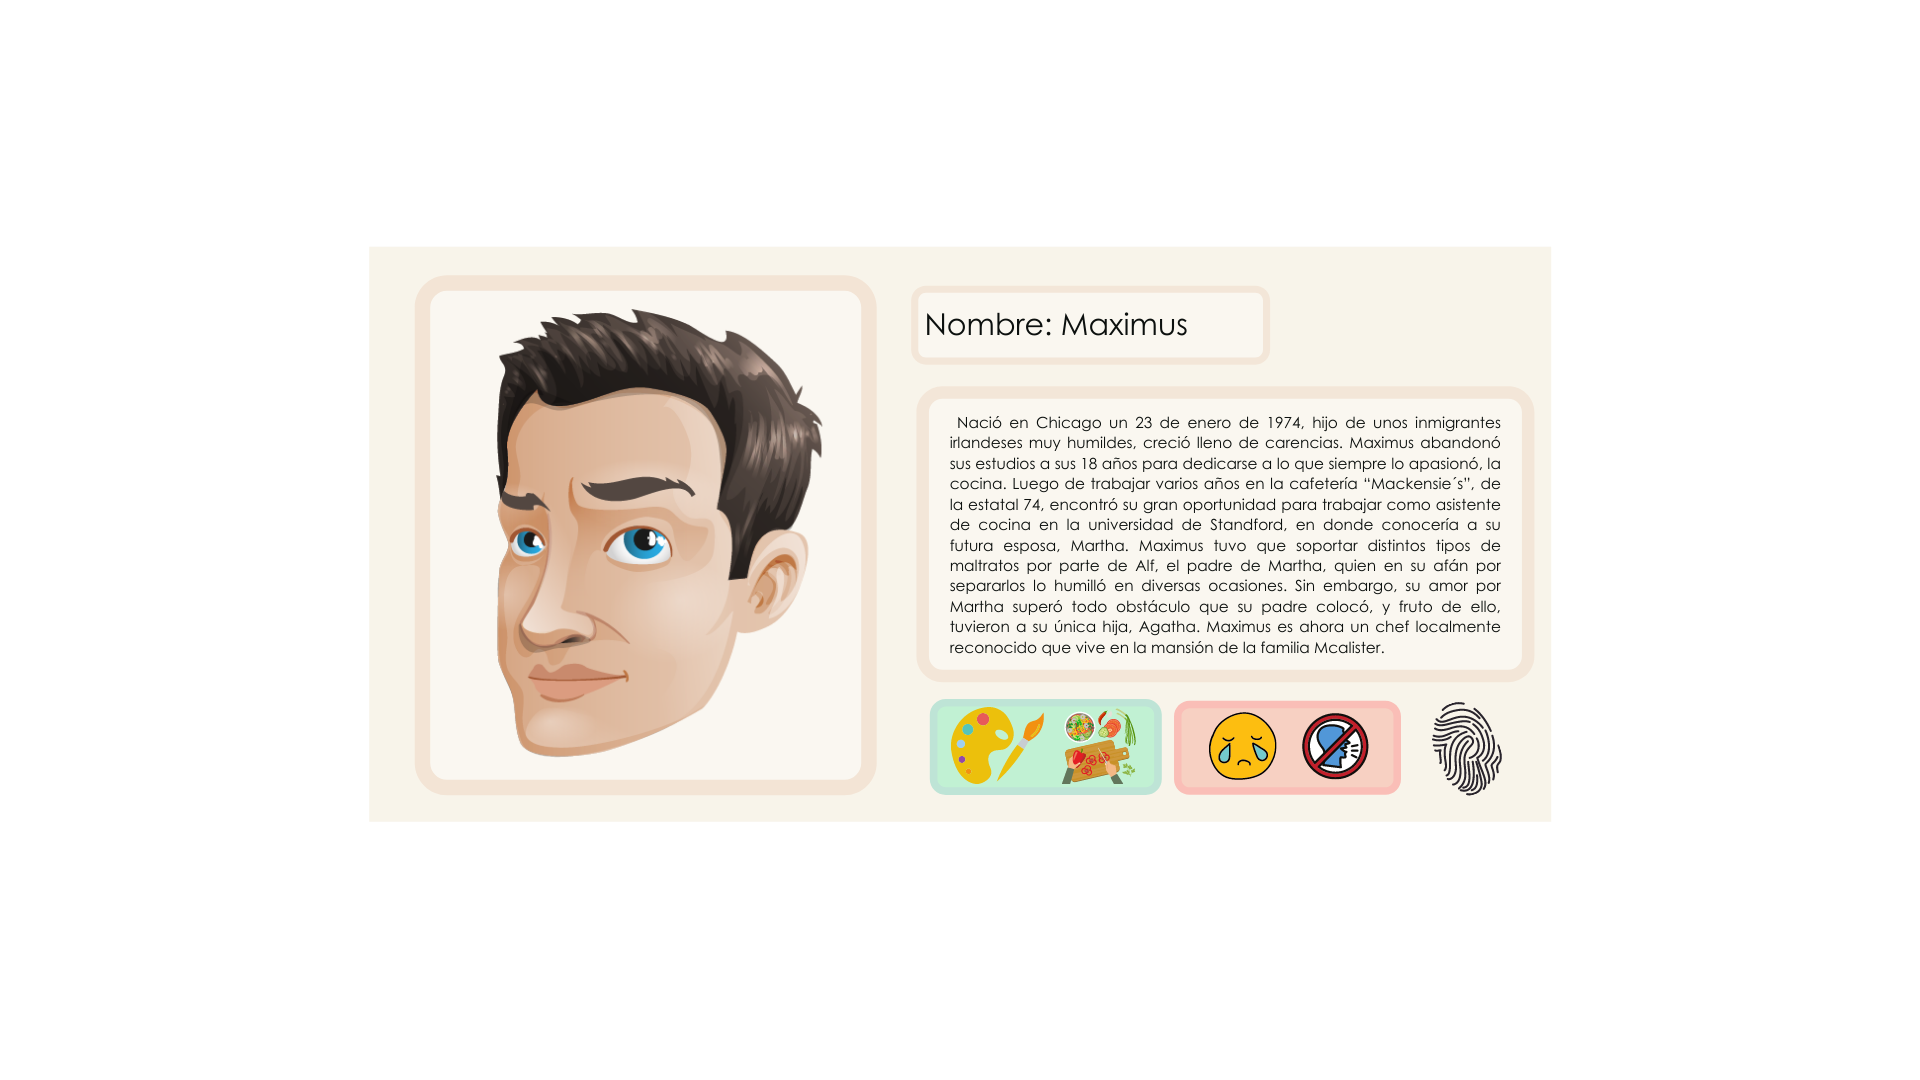 Nombre: Maximus
Nació en Chicago un 23 de enero de 1974, hijo de unos inmigrantes
irlandeses muy humildes, creció lleno de carencias. Maximus abandonó
sus estudios a sus 18 años para dedicarse a lo que siempre lo apasionó, la
cocina. Luego de trabajar varios años en la cafetería “Mackensie´s”, de
la estatal 74, encontró su gran oportunidad para trabajar como asistente
de cocina en la universidad de Standford, en donde conocería a su
futura esposa, Martha. Maximus tuvo que soportar distintos tipos de
maltratos por parte de Alf, el padre de Martha, quien en su afán por
separarlos lo humilló en diversas ocasiones. Sin embargo, su amor por
Martha superó todo obstáculo que su padre colocó, y fruto de ello,
tuvieron a su única hija, Agatha. Maximus es ahora un chef localmente
reconocido que vive en la mansión de la familia Mcalister.